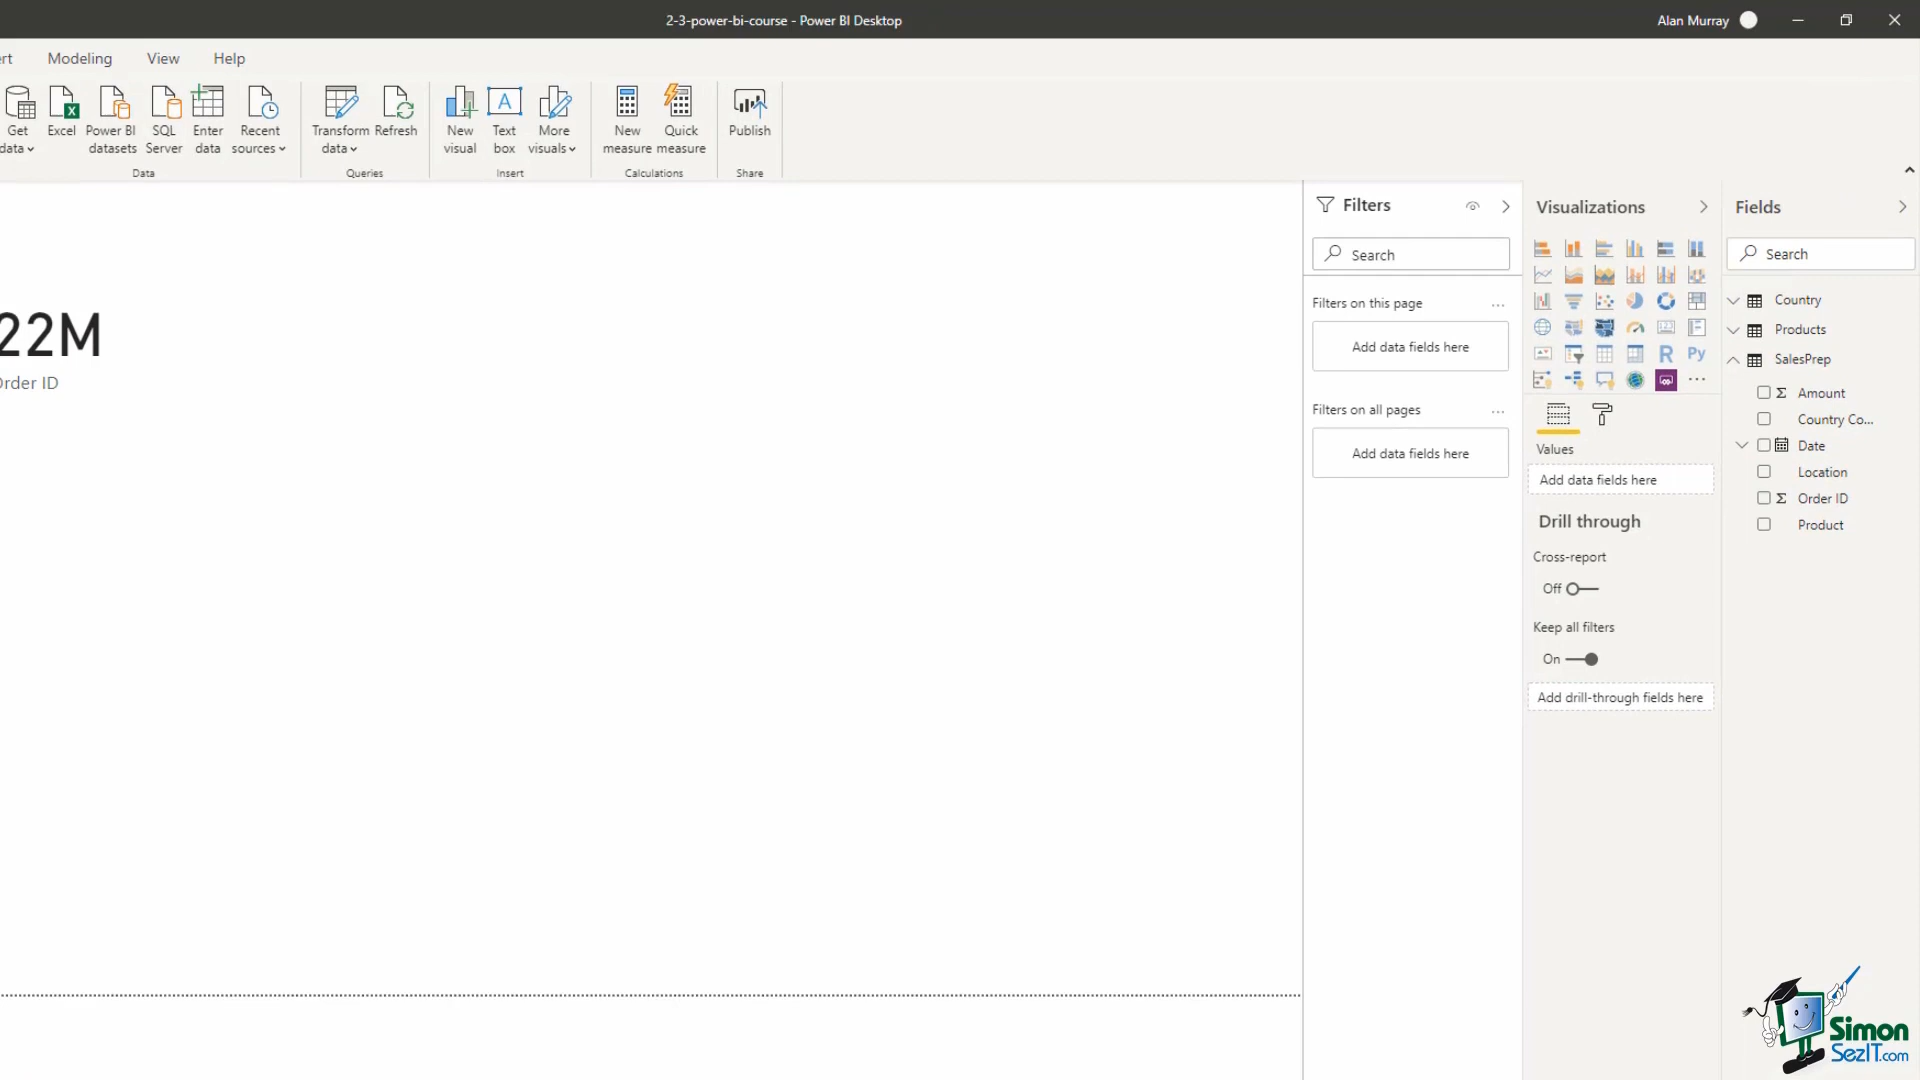 2-3-power-bi-course - Power BI Desktop
Alan Murray
rt
Modeling
View
Help
Get data
Excel
Power BI datasets
SQL Server
Enter data
Recent sources
Transform data
Refresh
New visual
Text box
More visuals
New measure
Quick measure
Publish
Data
Queries
Insert
Calculations
Share
22M
Order ID
Filters
Search
Filters on this page
...
Add data fields here
Filters on all pages
...
Add data fields here
Visualizations
R
Py
...
Values
Add data fields here
Drill through
Cross-report
Off
Keep all filters
On
Add drill-through fields here
Fields
Search
Country
Products
SalesPrep
Σ Amount
Country Co...
Date
Location
Σ Order ID
Product
Simon
SezIT.com